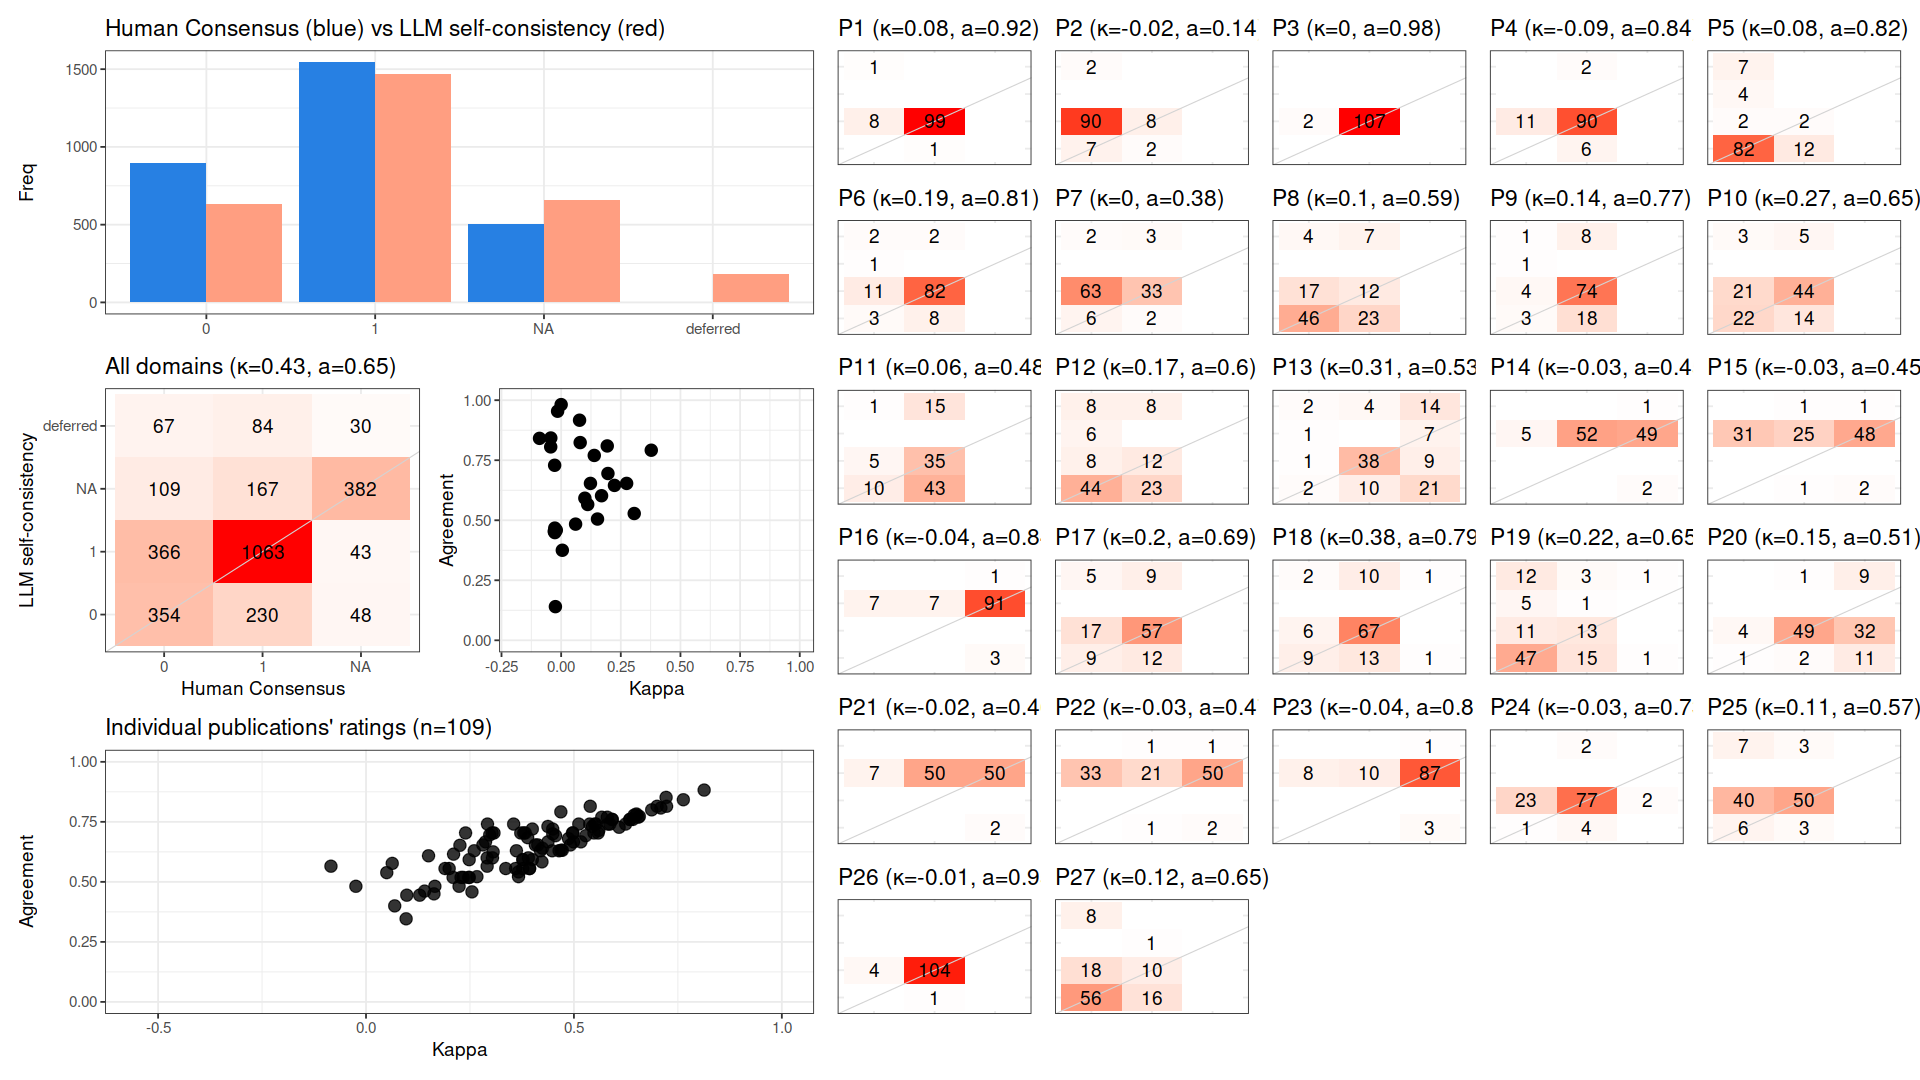 Human Consensus (blue) vs LLM self-consistency (red)
Freq
1500
1000
500
0
0 1 NA deferred
All domains (κ=0.43, a=0.65)
LLM self-consistency
deferred 67 84 30
NA 109 167 382
1 366 1063 43
0 354 230 48
0 1 NA
Human Consensus
Agreement
1.00
0.75
0.50
0.25
0.00
-0.25 0.00 0.25 0.50 0.75 1.00
Kappa
Individual publications' ratings (n=109)
Agreement
1.00
0.75
0.50
0.25
0.00
-0.5 0.0 0.5 1.0
Kappa
P1 (κ=0.08, a=0.92)
1
8 99
1
P2 (κ=-0.02, a=0.14
2
90 8
7 2
P3 (κ=0, a=0.98)
2 107
P4 (κ=-0.09, a=0.84
2
11 90
6
P5 (κ=0.08, a=0.82)
7
4
2 2
82 12
P6 (κ=0.19, a=0.81)
2 2
1
11 82
3 8
P7 (κ=0, a=0.38)
2 3
63 33
6 2
P8 (κ=0.1, a=0.59)
4 7
17 12
46 23
P9 (κ=0.14, a=0.77)
1 8
1
4 74
3 18
P10 (κ=0.27, a=0.65)
3 5
21 44
22 14
P11 (κ=0.06, a=0.48
1 15
5 35
10 43
P12 (κ=0.17, a=0.6)
8 8
6
8 12
44 23
P13 (κ=0.31, a=0.53
2 4 14
1 7
1 38 9
2 10 21
P14 (κ=-0.03, a=0.4
1
5 52 49
2
P15 (κ=-0.03, a=0.45
1 1
31 25 48
1 2
P16 (κ=-0.04, a=0.8
1
7 7 91
3
P17 (κ=0.2, a=0.69)
5 9
17 57
9 12
P18 (κ=0.38, a=0.79
2 10 1
6 67
9 13 1
P19 (κ=0.22, a=0.65
12 3 1
5 1
11 13
47 15 1
P20 (κ=0.15, a=0.51)
1 9
4 49 32
1 2 11
P21 (κ=-0.02, a=0.4
7 50 50
2
P22 (κ=-0.03, a=0.4
1 1
33 21 50
1 2
P23 (κ=-0.04, a=0.8
1
8 10 87
3
P24 (κ=-0.03, a=0.7
2
23 77 2
1 4
P25 (κ=0.11, a=0.57)
7 3
40 50
6 3
P26 (κ=-0.01, a=0.9
4 104
1
P27 (κ=0.12, a=0.65)
8
1
18 10
56 16